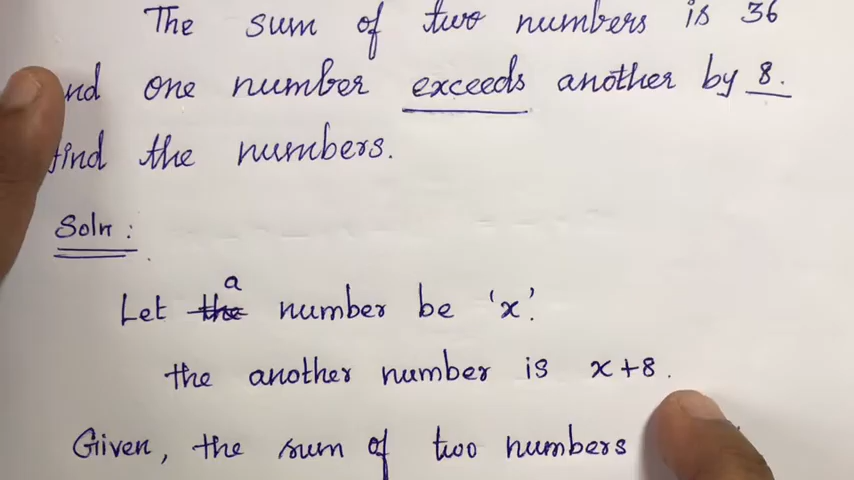 The sum of two numbers is 36
nd one number exceeds another by 8.
find the numbers.
Soln :
a
Let the number be 'x'.
the another number is x+8.
Given, the sum of two numbers